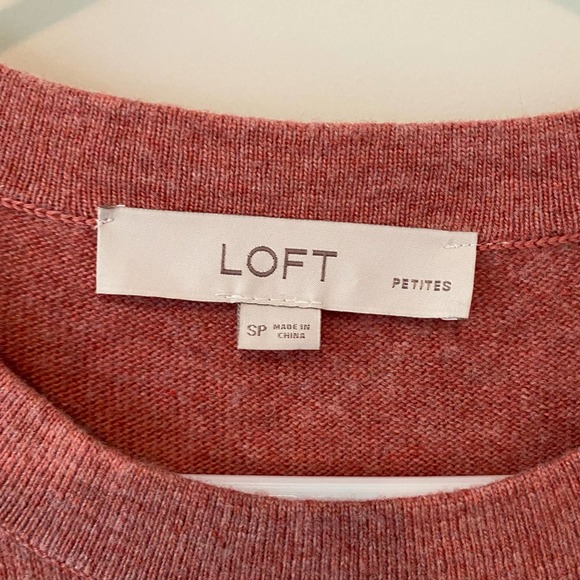 LOFT
PETITES
SP MADE IN
CHINA